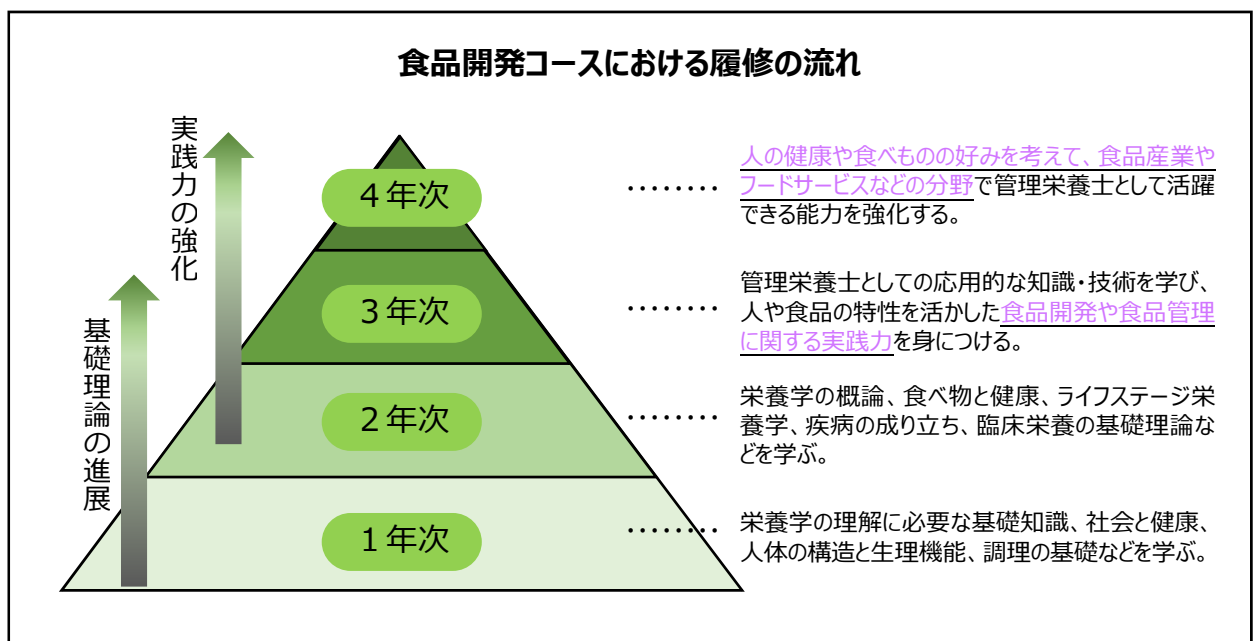 食品開発コースにおける履修の流れ
実践力の強化
基礎理論の進展
4年次
人の健康や食べものの好みを考えて、食品産業や
フードサービスなどの分野で管理栄養士として活躍
できる能力を強化する。
3年次
管理栄養士としての応用的な知識・技術を学び、
人や食品の特性を活かした食品開発や食品管理
に関する実践力を身につける。
2年次
栄養学の概論、食べ物と健康、ライフステージ栄
養学、疾病の成り立ち、臨床栄養の基礎理論な
どを学ぶ。
1年次
栄養学の理解に必要な基礎知識、社会と健康、
人体の構造と生理機能、調理の基礎などを学ぶ。